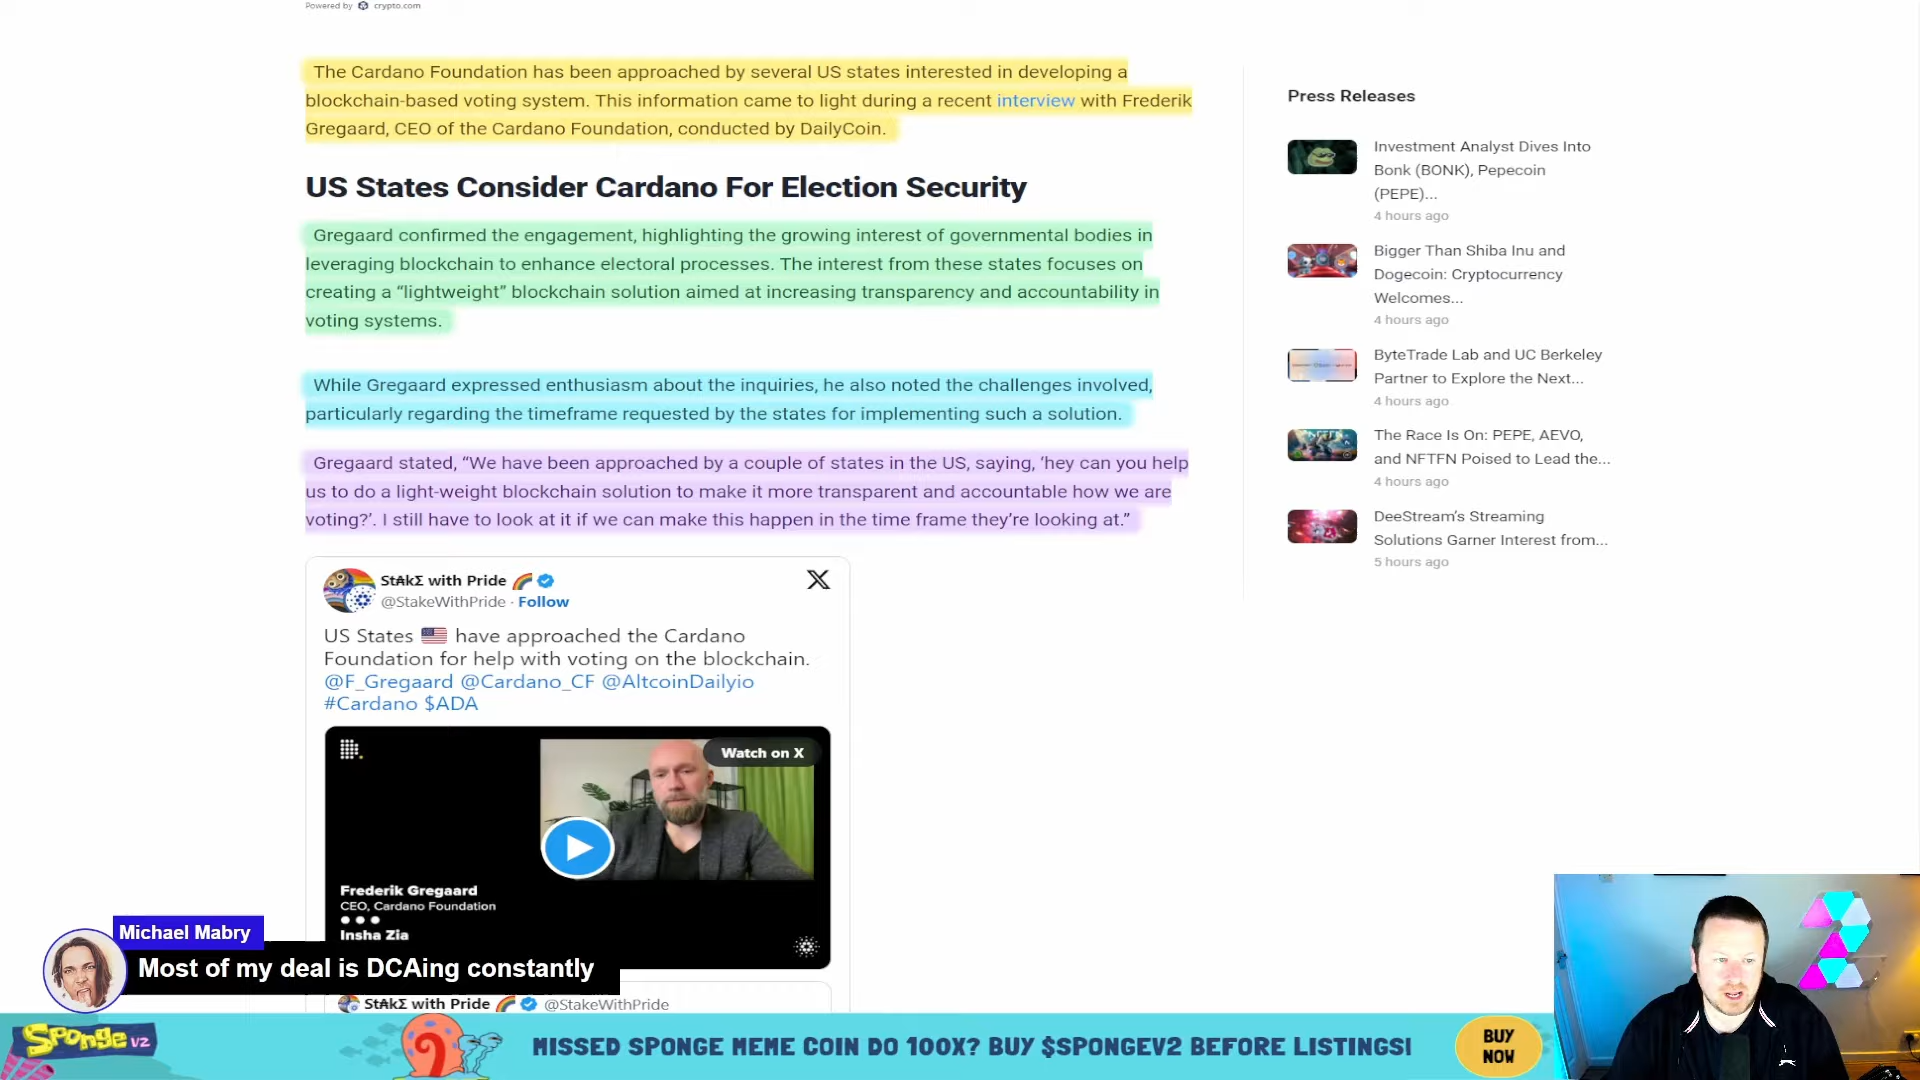 Powered by crypto.com
The Cardano Foundation has been approached by several US states interested in developing a
blockchain-based voting system. This information came to light during a recent interview with Frederik
Gregaard, CEO of the Cardano Foundation, conducted by DailyCoin.
US States Consider Cardano For Election Security
Gregaard confirmed the engagement, highlighting the growing interest of governmental bodies in
leveraging blockchain to enhance electoral processes. The interest from these states focuses on
creating a “lightweight” blockchain solution aimed at increasing transparency and accountability in
voting systems.
While Gregaard expressed enthusiasm about the inquiries, he also noted the challenges involved,
particularly regarding the timeframe requested by the states for implementing such a solution.
Gregaard stated, “We have been approached by a couple of states in the US, saying, ‘hey can you help
us to do a light-weight blockchain solution to make it more transparent and accountable how we are
voting?’. I still have to look at it if we can make this happen in the time frame they’re looking at.”
St₳kΣ with Pride
@StakeWithPride · Follow
US States have approached the Cardano
Foundation for help with voting on the blockchain.
@F_Gregaard @Cardano_CF @AltcoinDailyio
#Cardano $ADA
Watch on X
Frederik Gregaard
CEO, Cardano Foundation
Insha Zia
St₳kΣ with Pride @StakeWithPride
Press Releases
Investment Analyst Dives Into
Bonk (BONK), Pepecoin
(PEPE)...
4 hours ago
Bigger Than Shiba Inu and
Dogecoin: Cryptocurrency
Welcomes...
4 hours ago
ByteTrade Lab and UC Berkeley
Partner to Explore the Next...
4 hours ago
The Race Is On: PEPE, AEVO,
and NFTFN Poised to Lead the...
4 hours ago
DeeStream’s Streaming
Solutions Garner Interest from...
5 hours ago
Michael Mabry
Most of my deal is DCAing constantly
Sponge V2
MISSED SPONGE MEME COIN DO 100X? BUY $SPONGEV2 BEFORE LISTINGS!
BUY
NOW